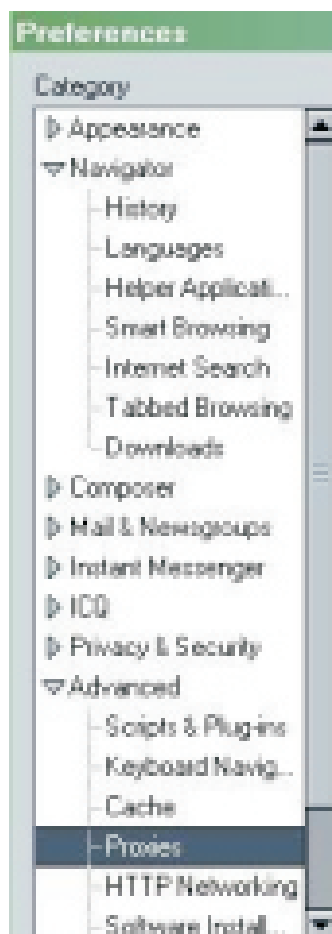 Preferences
Category
Appearance
Navigator
History
Languages
Helper Applicati...
Smart Browsing
Internet Search
Tabbed Browsing
Downloads
Composer
Mail & Newsgroups
Instant Messenger
ICQ
Privacy & Security
Advanced
Scripts & Plug-ins
Keyboard Navig...
Cache
Proxies
HTTP Networking
Software Install...